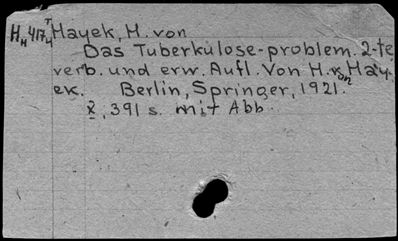 Hayek, H. von
Das Tuberkulose-problem. 2-te
verb. und erw. Aufl. Von H. von Hay-
ek. Berlin, Springer, 1921.
X, 391 s. mit Abb.